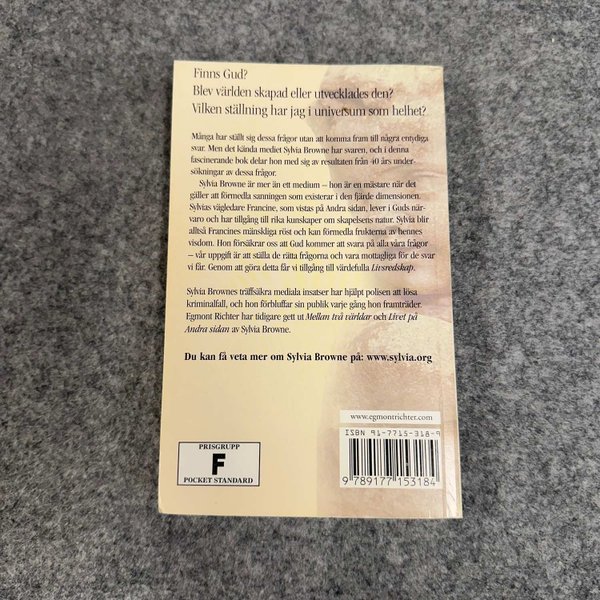 Finns Gud?
Blev världen skapad eller utvecklades den?
Vilken ställning har jag i universum som helhet?
Många har ställt sig dessa frågor utan att komma fram till några entydiga
svar. Men det kända mediet Sylvia Browne har svaren, och i denna
fascinerande bok delar hon med sig av resultaten från 40 års under-
sökningar av dessa frågor.
Sylvia Browne är mer än ett medium – hon är en mästare när det
gäller att förmedla sanningen som existerar i den fjärde dimensionen.
Sylvias vägledare Francine, som vistas på Andra sidan, lever i Guds när-
varo och har tillgång till rika kunskaper om skapelsens natur. Sylvia blir
alltså Francines mänskliga röst och kan förmedla frukterna av hennes
visdom. Hon försäkrar oss att Gud kommer att svara på alla våra frågor
– vår uppgift är att ställa de rätta frågorna och vara mottagliga för de svar
vi får. Genom att göra detta får vi tillgång till värdefulla Livsredskap.
Sylvia Brownes träffsäkra mediala insatser har hjälpt polisen att lösa
kriminalfall, och hon förbluffar sin publik varje gång hon framträder.
Egmont Richter har tidigare gett ut Mellan två världar och Livet på
Andra sidan av Sylvia Browne.
Du kan få veta mer om Sylvia Browne på: www.sylvia.org
www.egmontrichter.com
ISBN 91-7715-318-9
9 789177 153184
PRISGRUPP
F
POCKET STANDARD